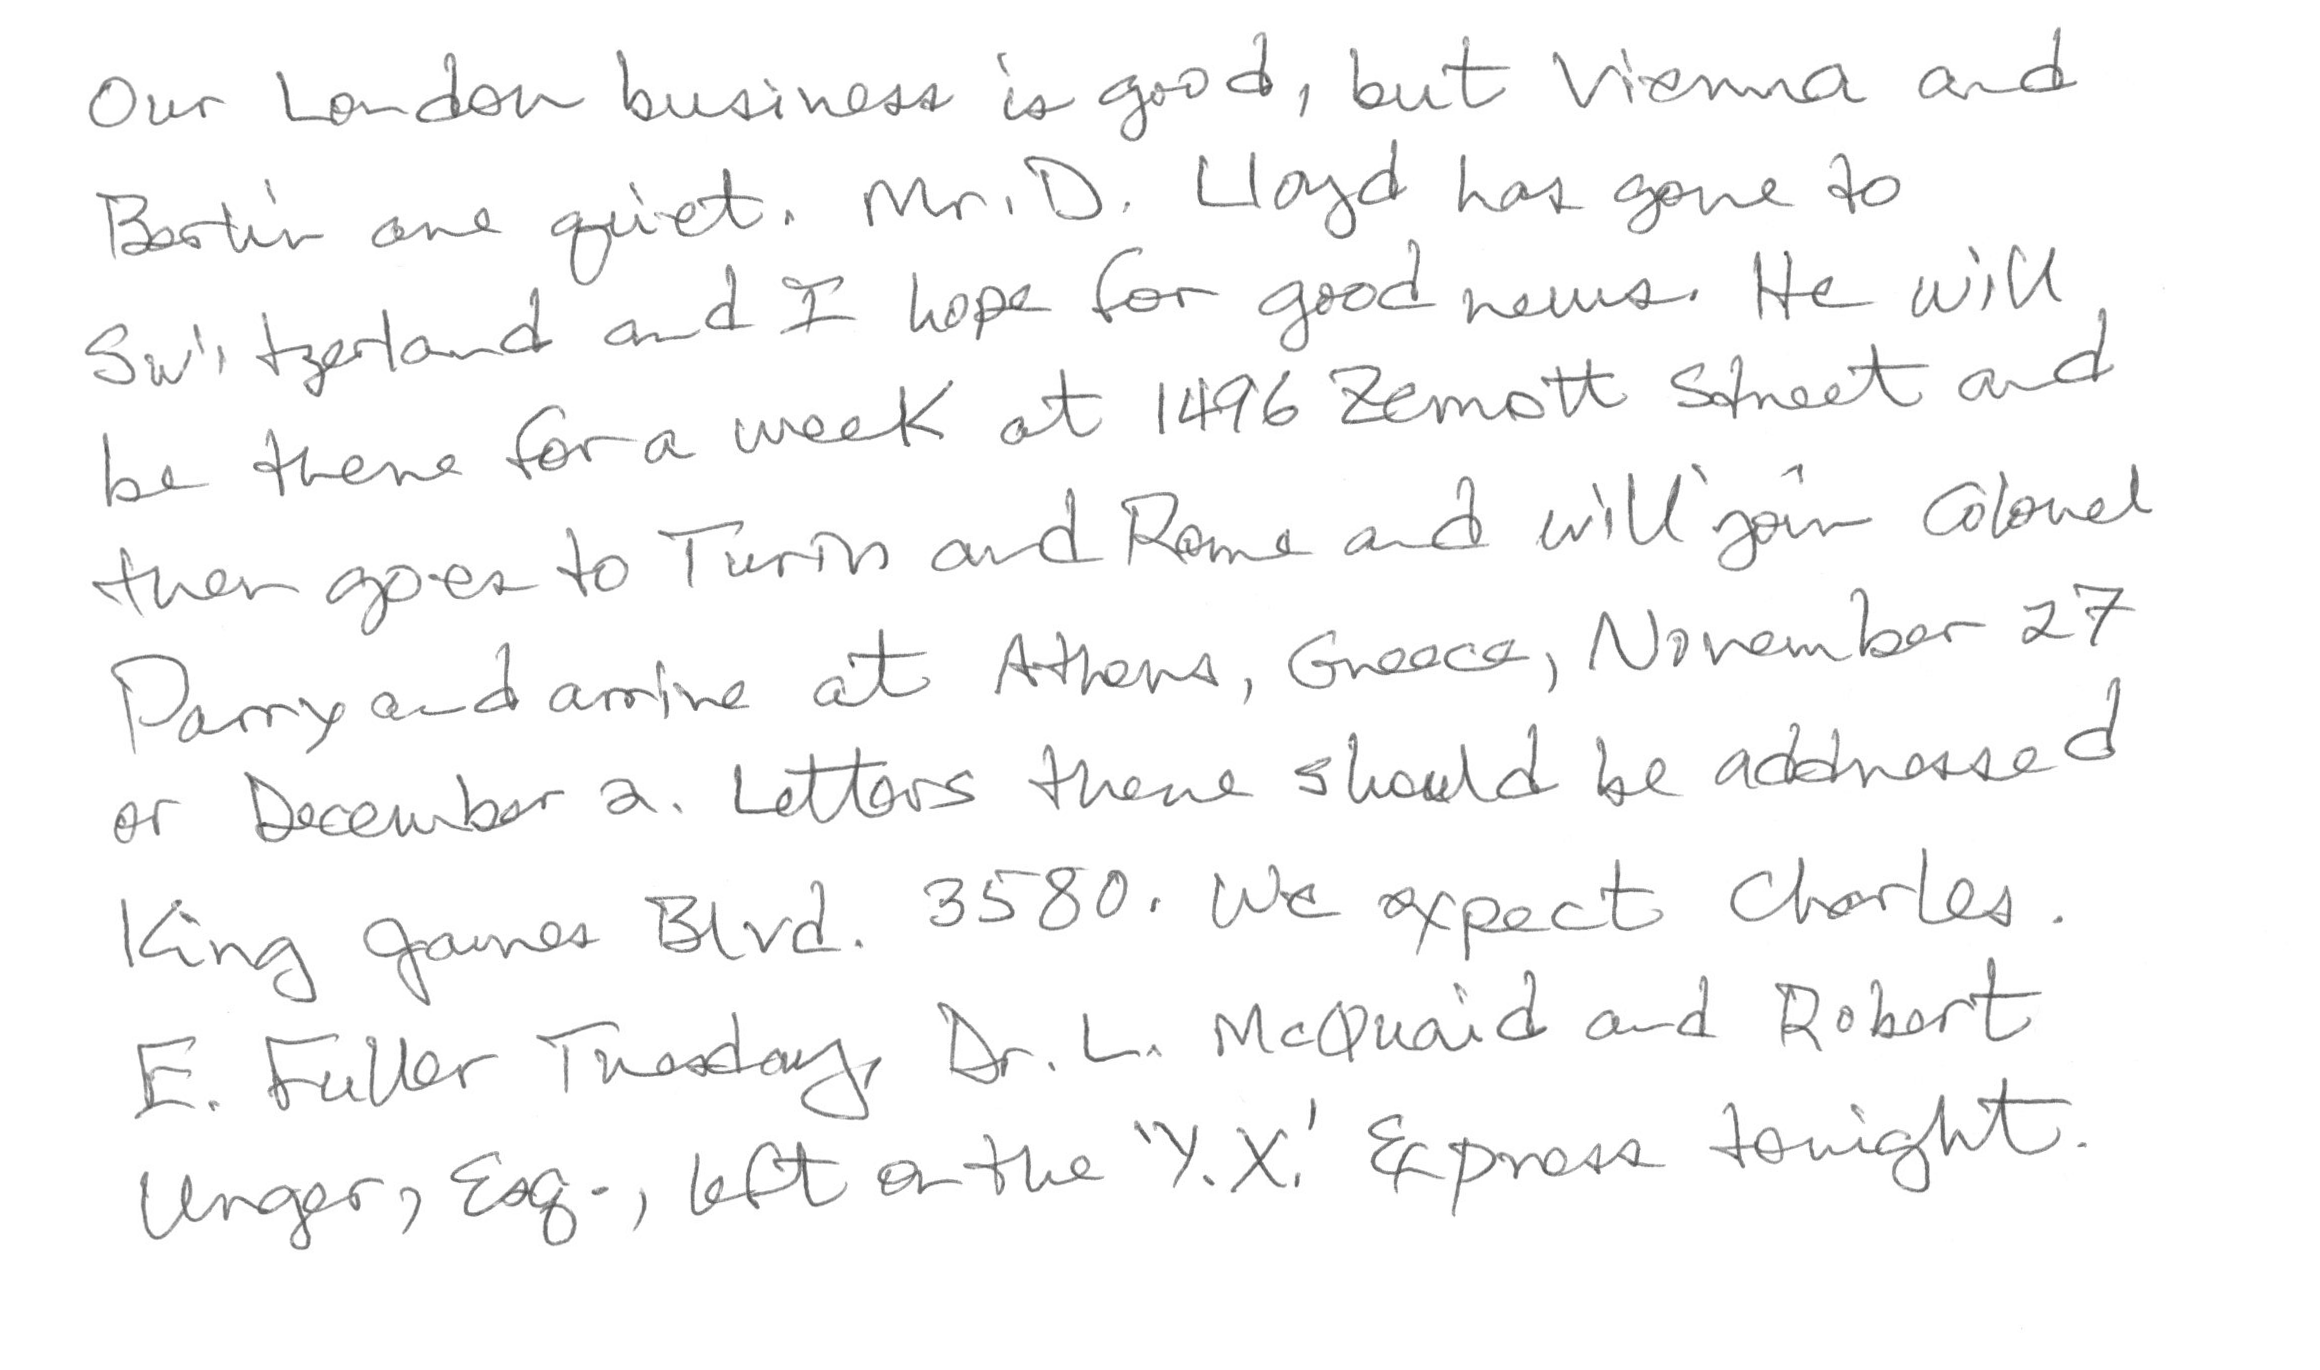 Our London business is good, but Vienna and
Berlin are quiet. Mr. D. Lloyd has gone to
Switzerland and I hope for good news. He will
be there for a week at 1496 Zemott Street and
then goes to Turin and Rome and will join Colonel
Parry and arrive at Athens, Greece, November 27
or December 2. Letters there should be addressed
King James Blvd. 3580. We expect Charles.
E. Fuller Tuesday. Dr. L. McQuaid and Robert
Unger, Esq., left on the 'Y.X.' Express tonight.